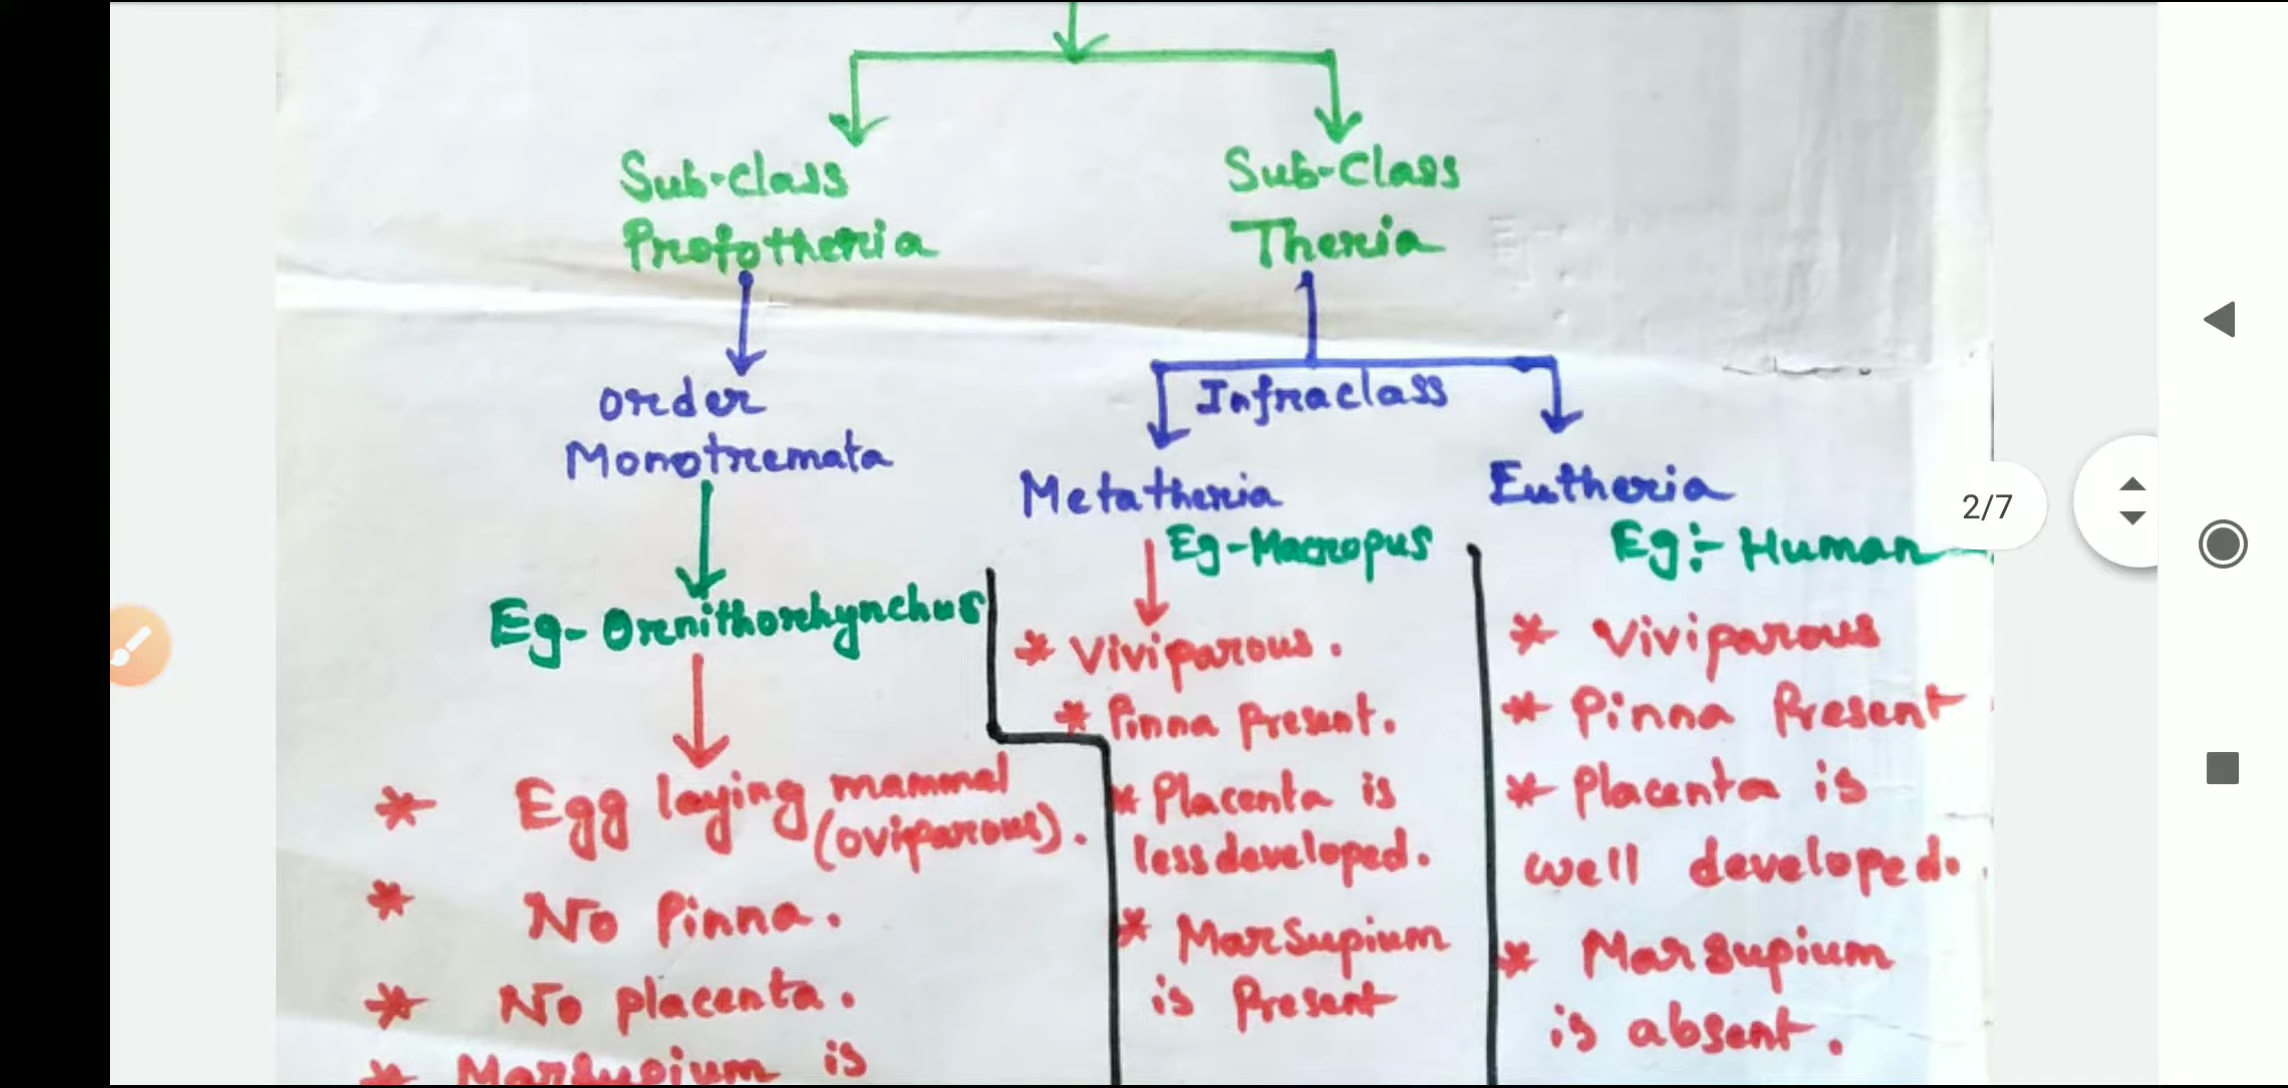 Sub-class
Prototheria
Sub-Class
Theria
order
Monotremata
Infraclass
Metatheria
Eutheria
Eg-Macropus
Eg:- Human
2/7
Eg- Ornithorhynchus
* Viviparous.
* Pinna present.
* Placenta is
less developed.
* Marsupium
is Present
* Viviparous
* Pinna Present
* Placenta is
well developed.
* Marsupium
is absent.
* Egg laying mammal
(oviparous).
* No Pinna.
* No placenta.
* Marsupium is